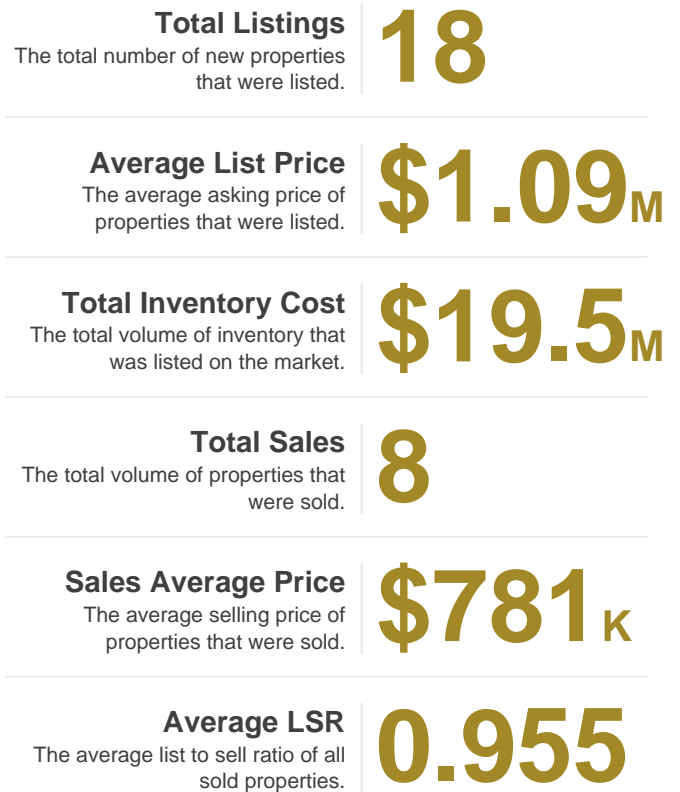 Total Listings
The total number of new properties
that were listed.
18
Average List Price
The average asking price of
properties that were listed.
$1.09M
Total Inventory Cost
The total volume of inventory that
was listed on the market.
$19.5M
Total Sales
The total volume of properties that
were sold.
8
Sales Average Price
The average selling price of
properties that were sold.
$781K
Average LSR
The average list to sell ratio of all
sold properties.
0.955